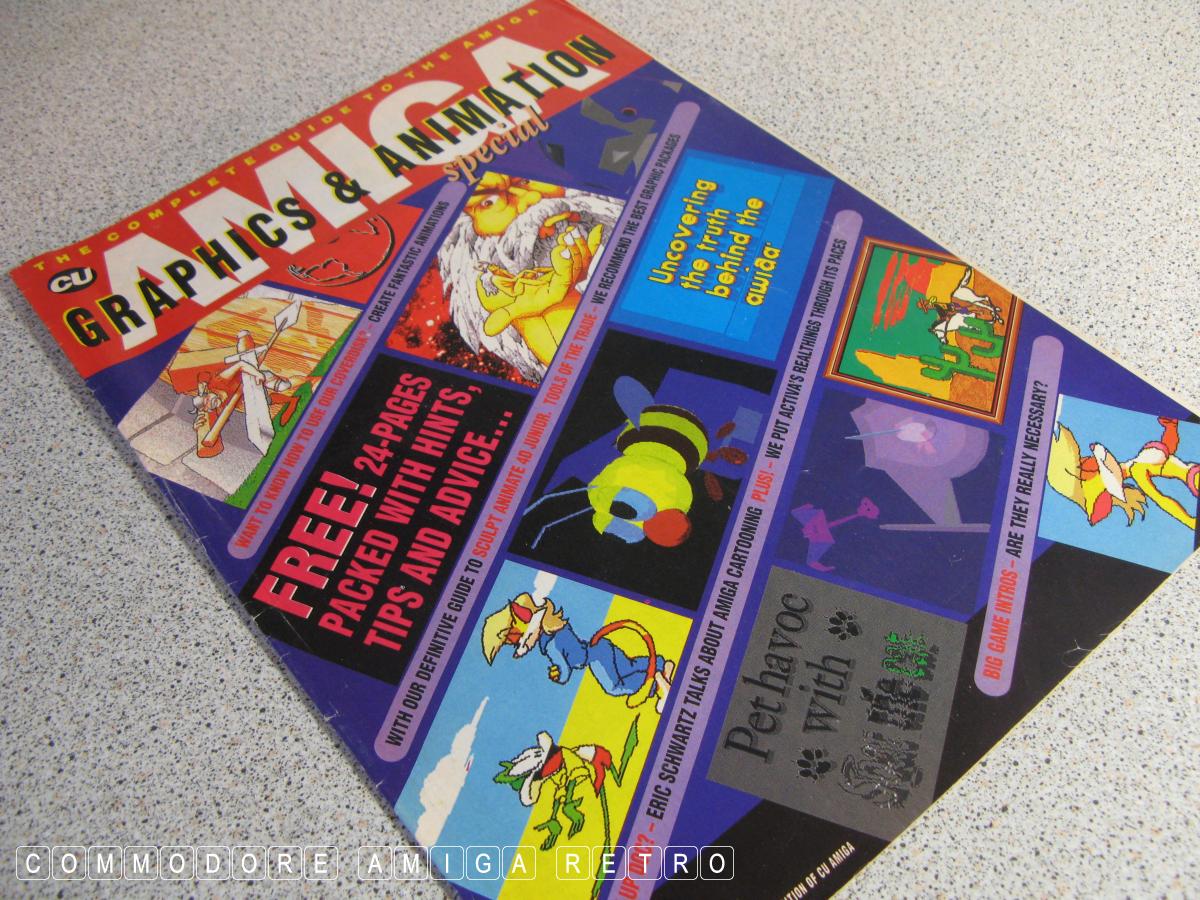 THE COMPLETE GUIDE TO THE AMIGA
CU
AMIGA
GRAPHICS & ANIMATION
special
WANT TO KNOW HOW TO USE OUR COVERDISK? – CREATE FANTASTIC ANIMATIONS
FREE! 24-PAGES
PACKED WITH HINTS,
TIPS AND ADVICE...
WITH OUR DEFINITIVE GUIDE TO SCULPT ANIMATE 4D JUNIOR. TOOLS OF THE TRADE – WE RECOMMEND THE BEST GRAPHIC PACKAGES
Uncovering
the truth
behind the
awi8a'
– ERIC SCHWARTZ TALKS ABOUT AMIGA CARTOONING PLUS! – WE PUT ACTIVA'S REALTHINGS THROUGH ITS PACES
Pet havoc
with
BIG GAME INTROS – ARE THEY REALLY NECESSARY?
OF CU AMIGA
COMMODORE AMIGA RETRO